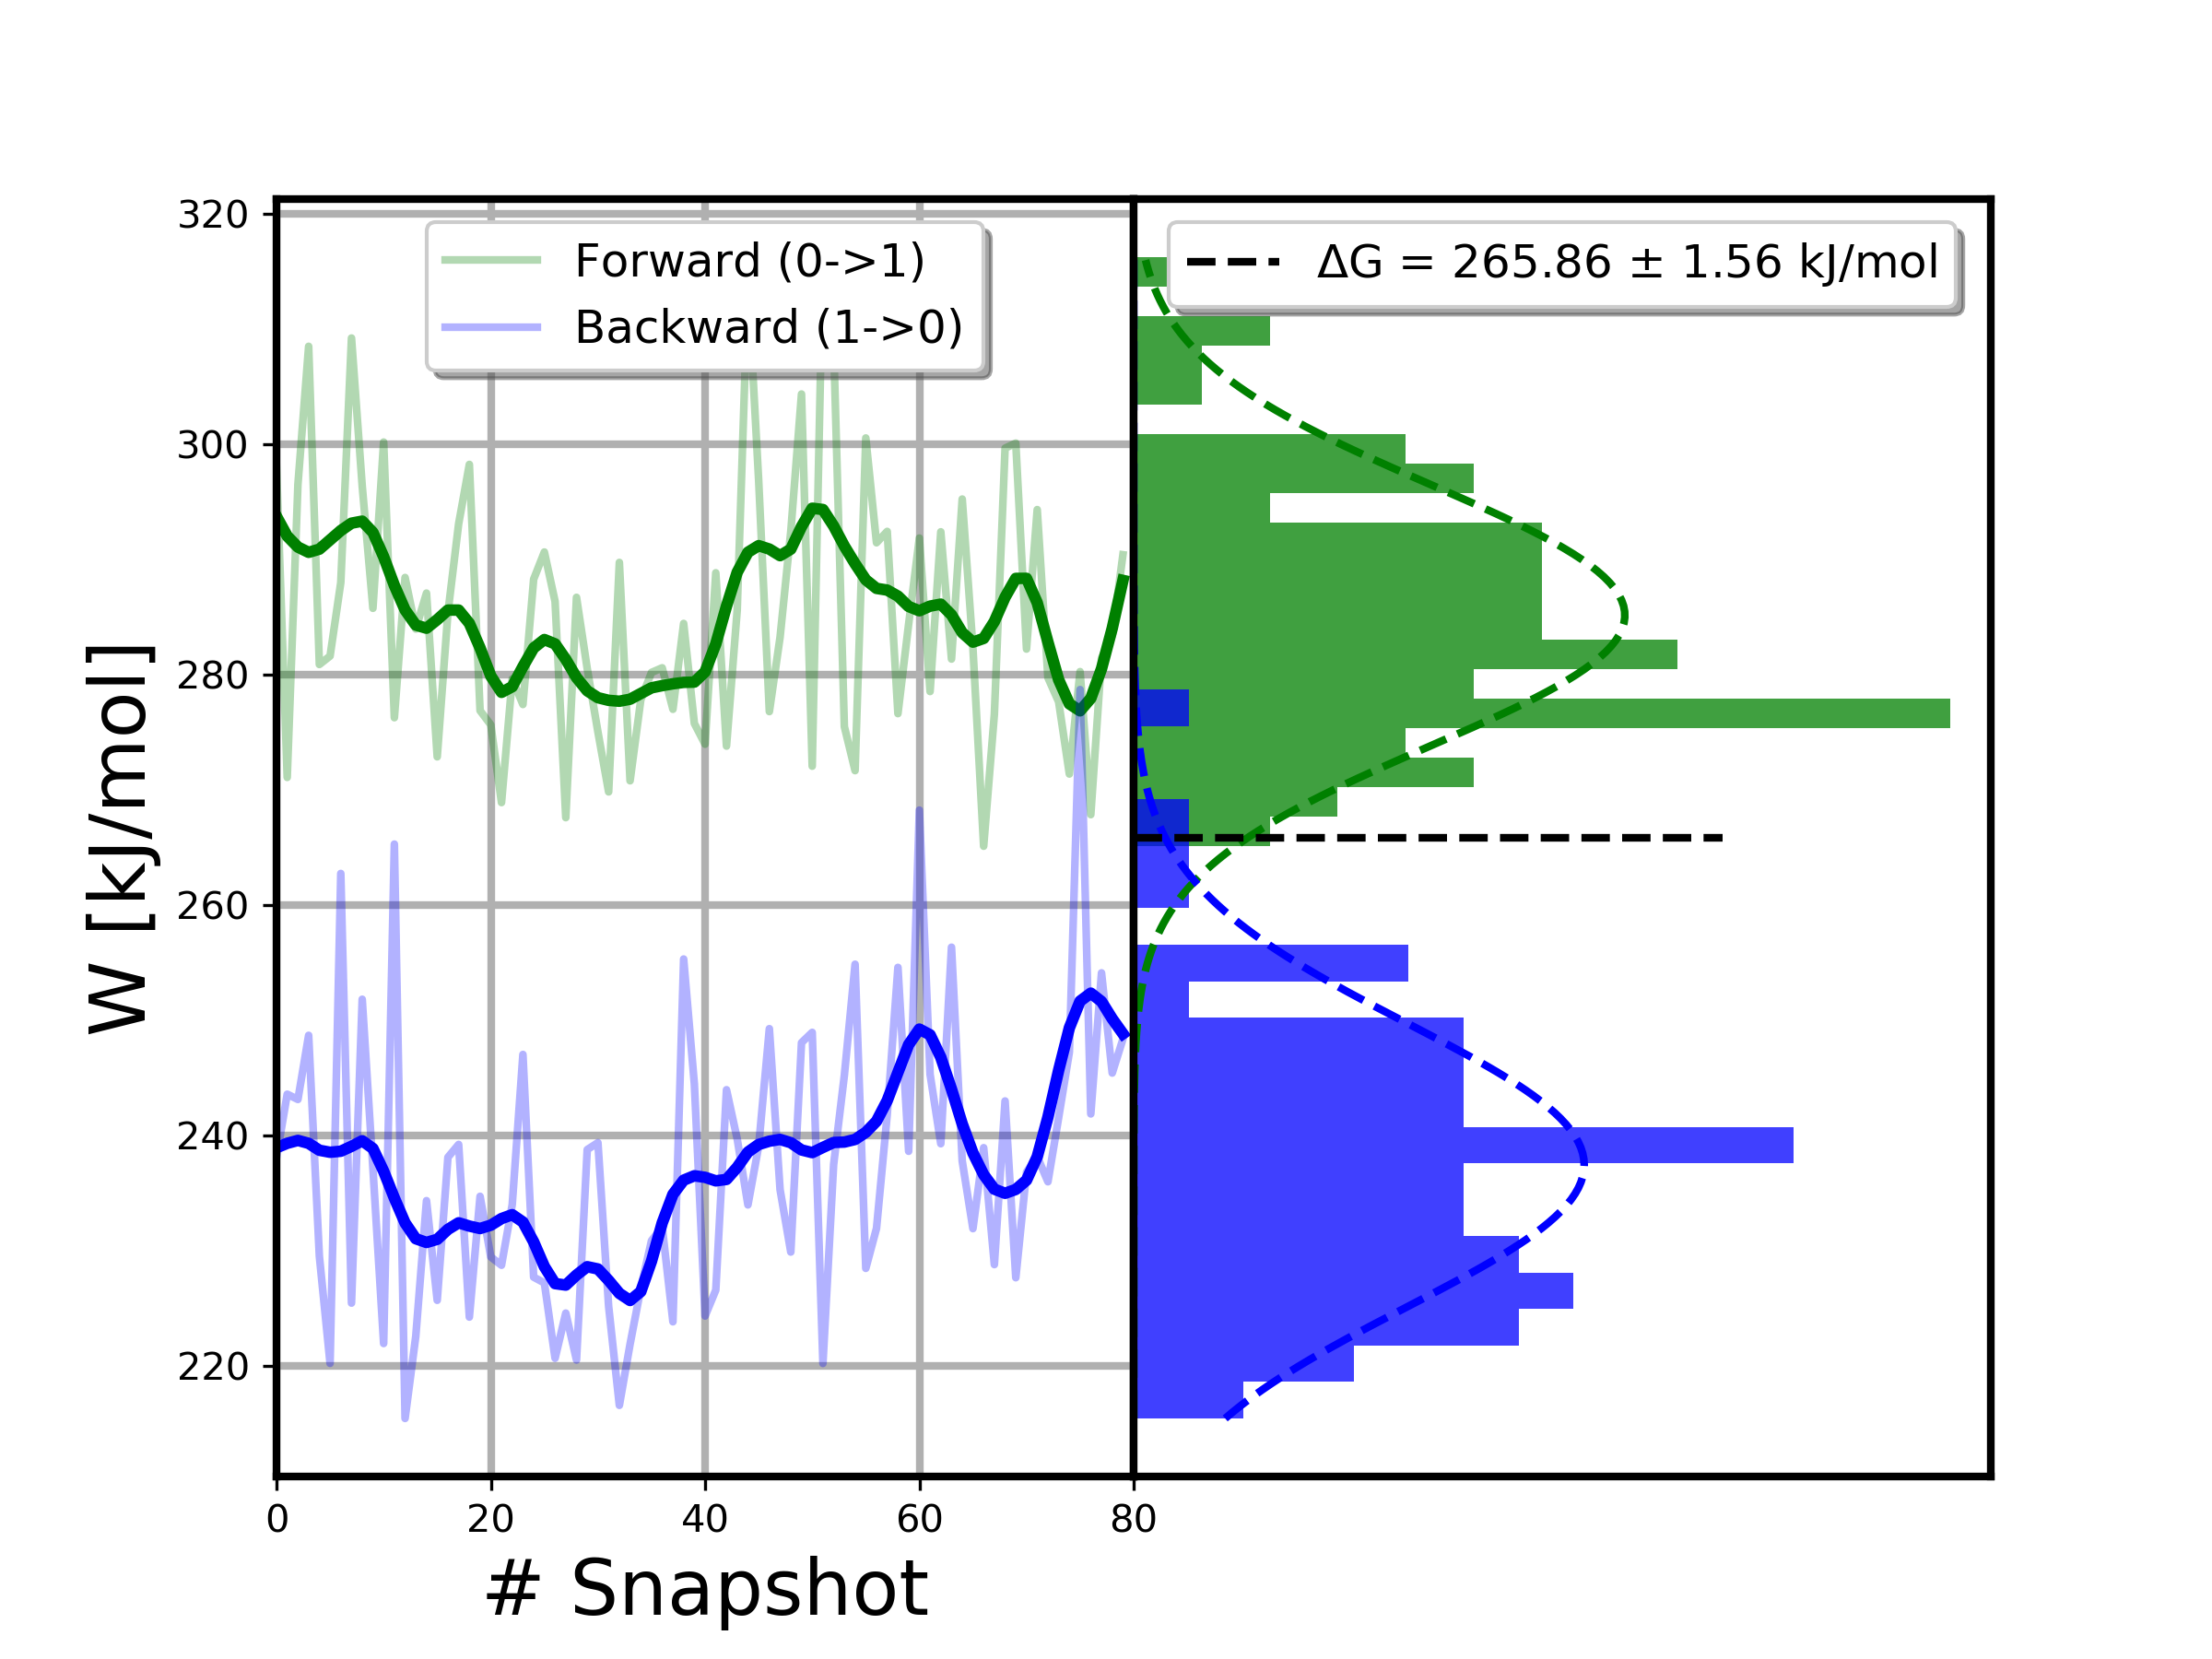 W [kJ/mol]
320
300
280
260
240
220
Forward (0->1)
Backward (1->0)
ΔG = 265.86 ± 1.56 kJ/mol
0
20
40
60
80
# Snapshot